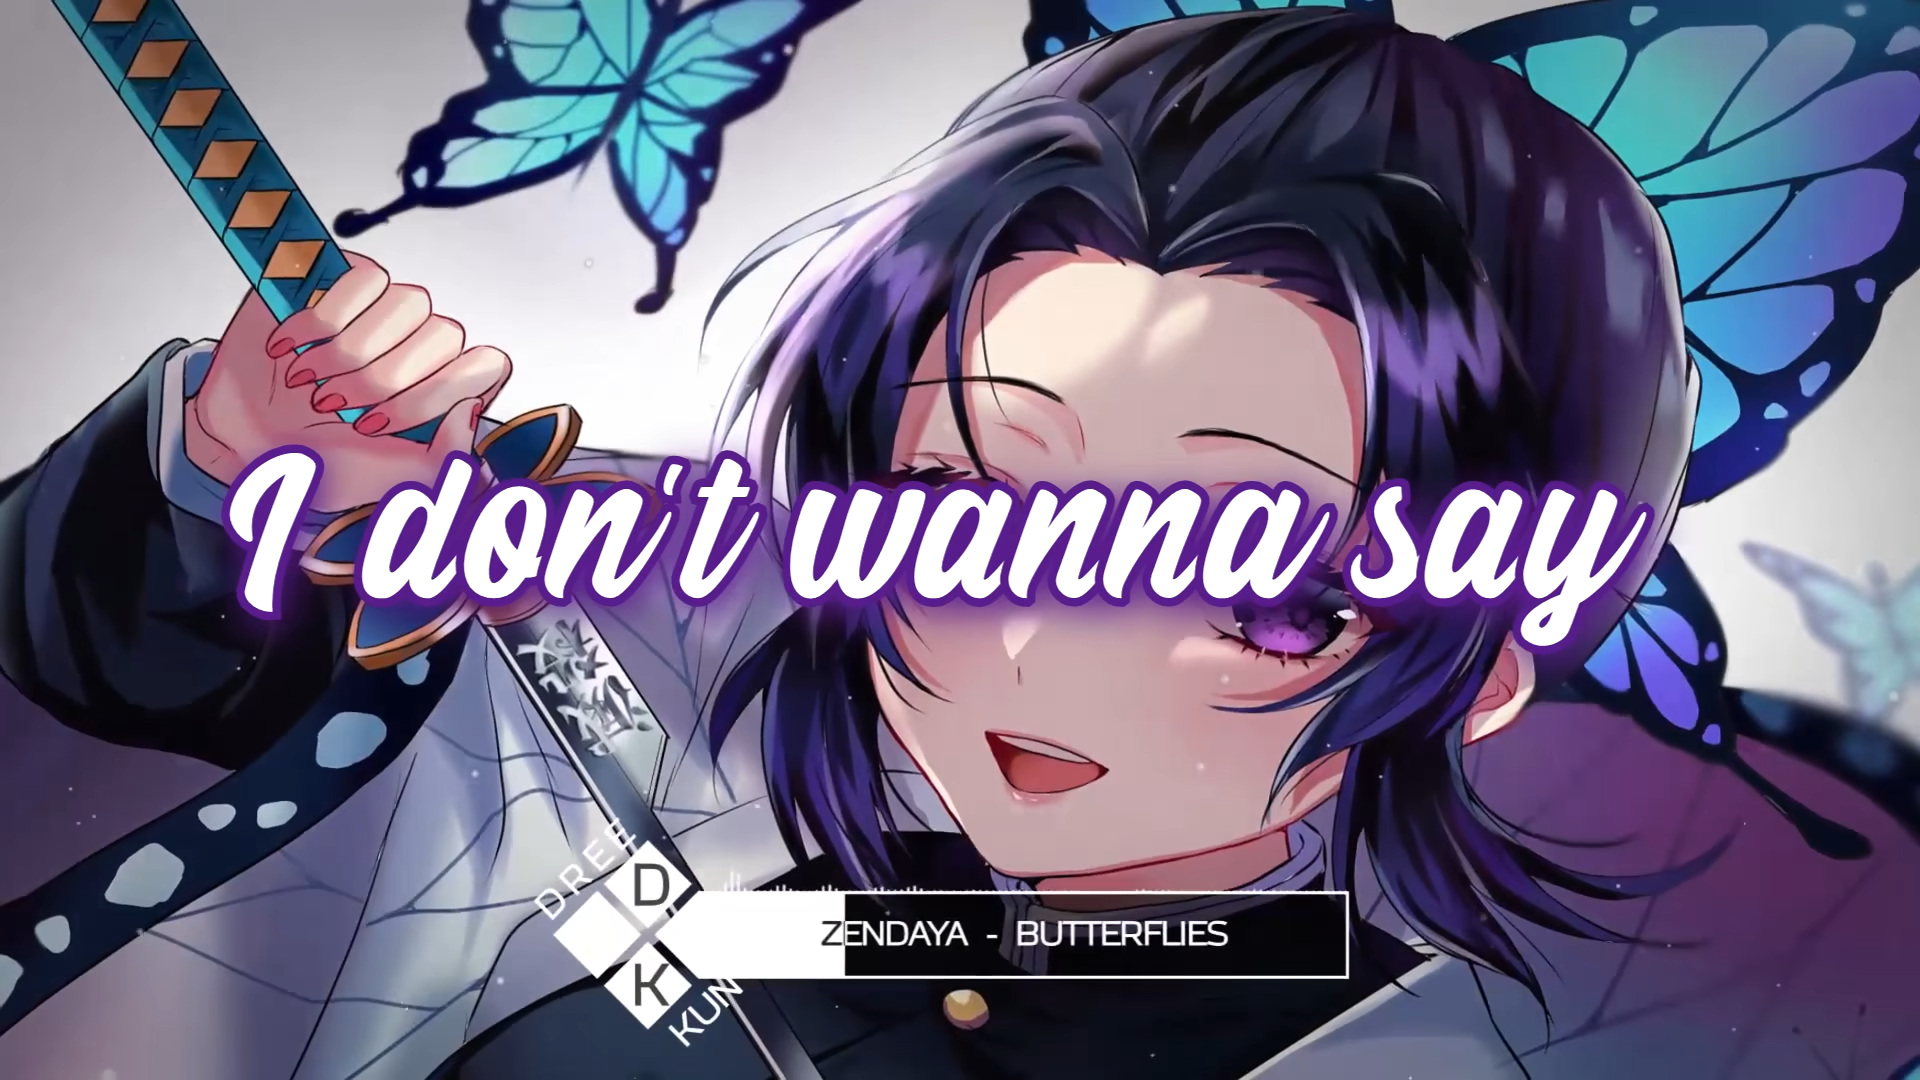 I don't wanna say
DREE
D
ZENDAYA - BUTTERFLIES
K
KUN